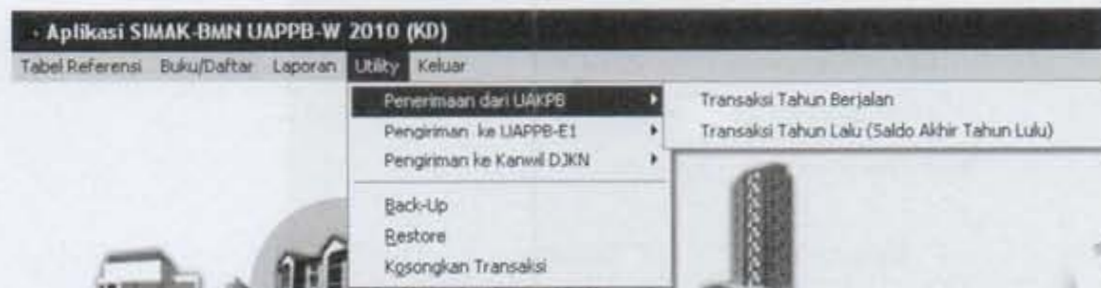 Aplikasi SIMAK-BMN UAPPB-W 2010 (KD)
Tabel Referensi Buku/Daftar Laporan Utility Keluar
Penerimaan dari UAKPB Transaksi Tahun Berjalan
Pengiriman ke UAPPB-E1 Transaksi Tahun Lalu (Saldo Akhir Tahun Lulu)
Pengiriman ke Kanwil DJKN
Back-Up
Restore
Kosongkan Transaksi